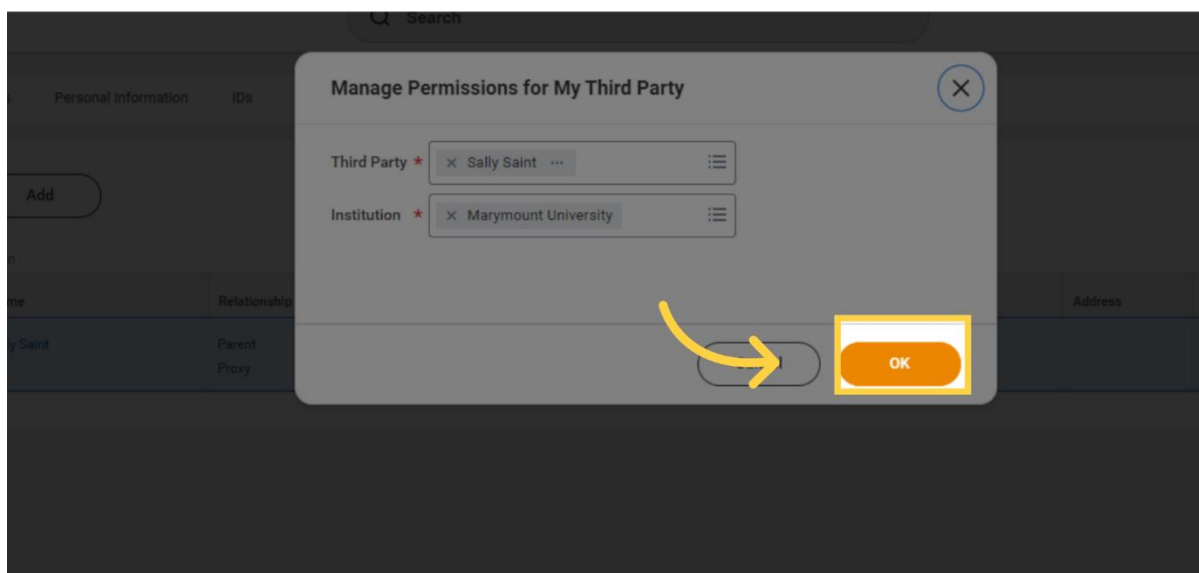 Search
Personal Information IDs
Manage Permissions for My Third Party
Third Party * × Sally Saint ...
Add
Institution * × Marymount University
Relationship
Address
Saint
Parent
Proxy
OK